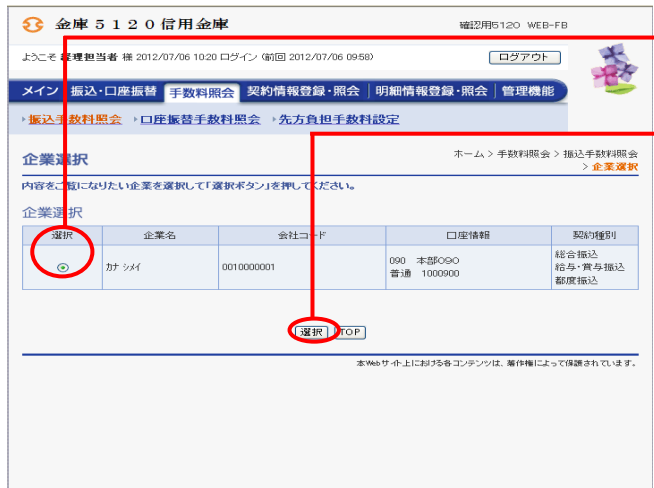 金庫５１２０信用金庫
確認用5120 WEB-FB
ようこそ 経理担当者 様 2012/07/06 10:20 ログイン (前回 2012/07/06 09:58)
ログアウト
メイン 振込・口座振替 手数料照会 契約情報登録・照会 明細情報登録・照会 管理機能
振込手数料照会 口座振替手数料照会 先方負担手数料設定
企業選択
ホーム > 手数料照会 > 振込手数料照会
> 企業選択
内容をご覧になりたい企業を選択して「選択ボタン」を押してください。
企業選択
選択 企業名 会社コード 口座情報 契約種別
カナ シメイ 0010000001 090 本部０９０ 総合振込
普通 1000900 給与・賞与振込
都度振込
選択 TOP
本Webサイト上における各コンテンツは、著作権によって保護されています。